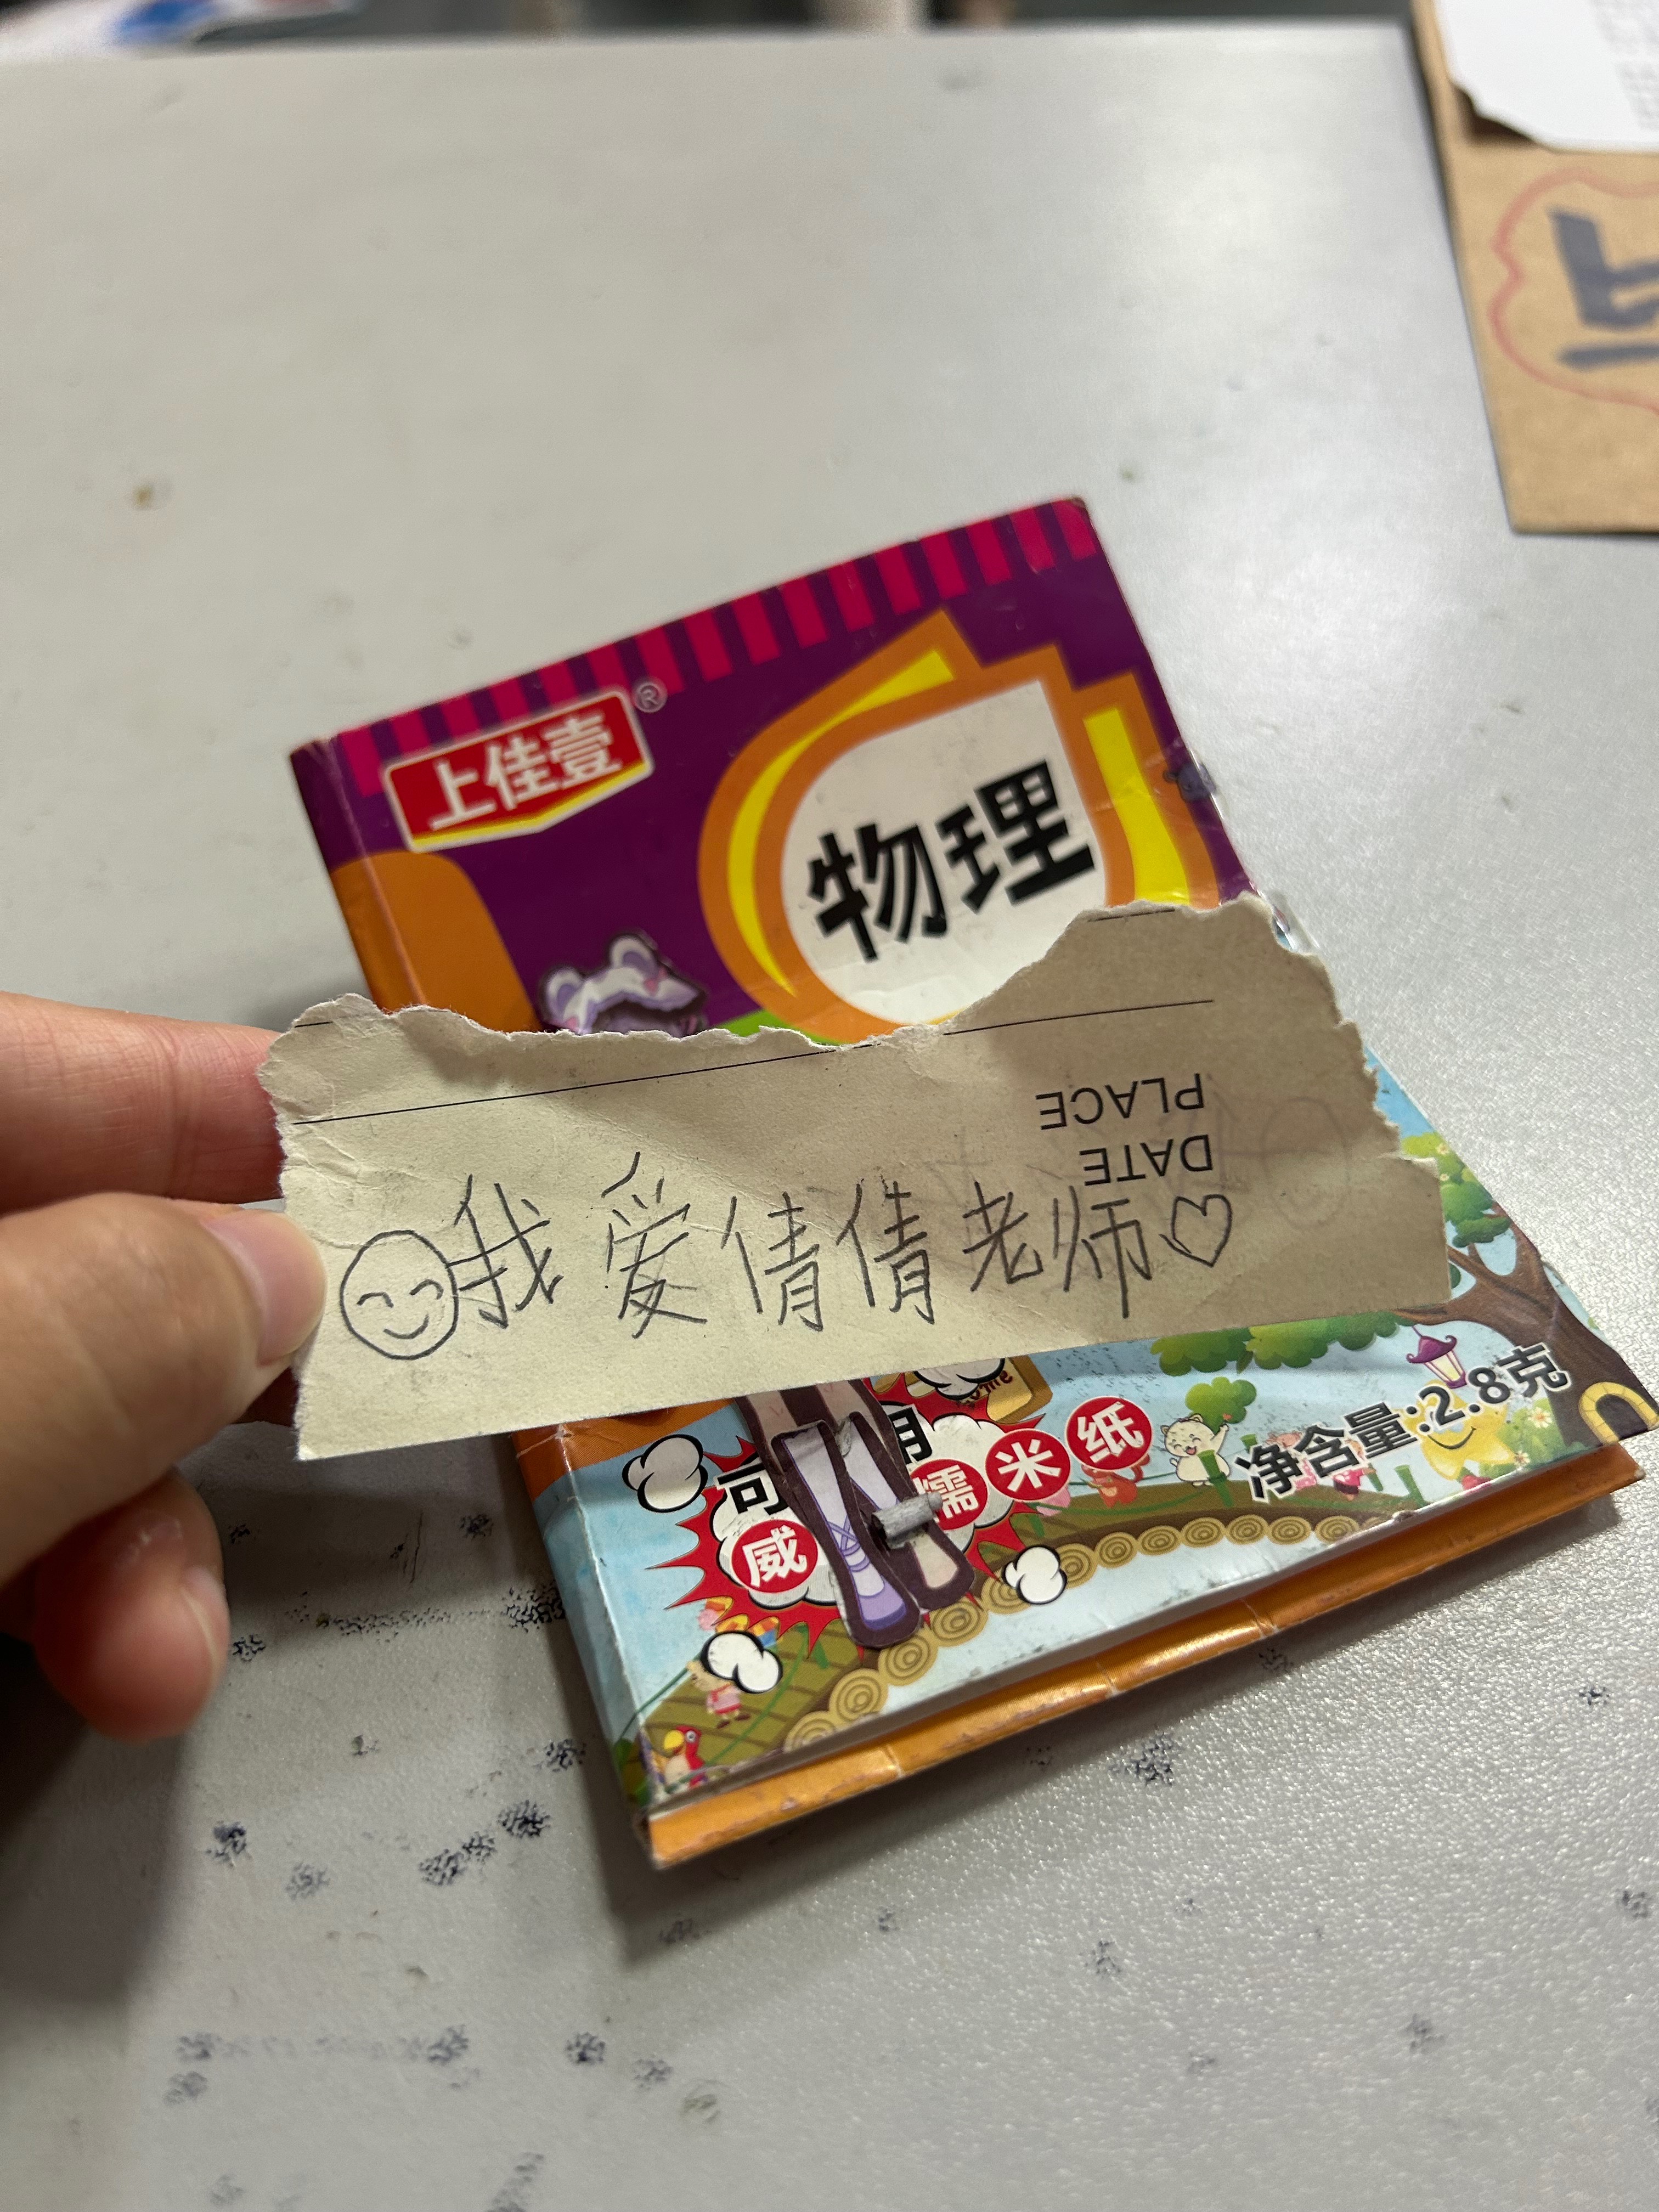 上佳壹®
物理
PLACE
DATE
我爱倩倩老师
可
威
糯米纸
净含量:2.8克